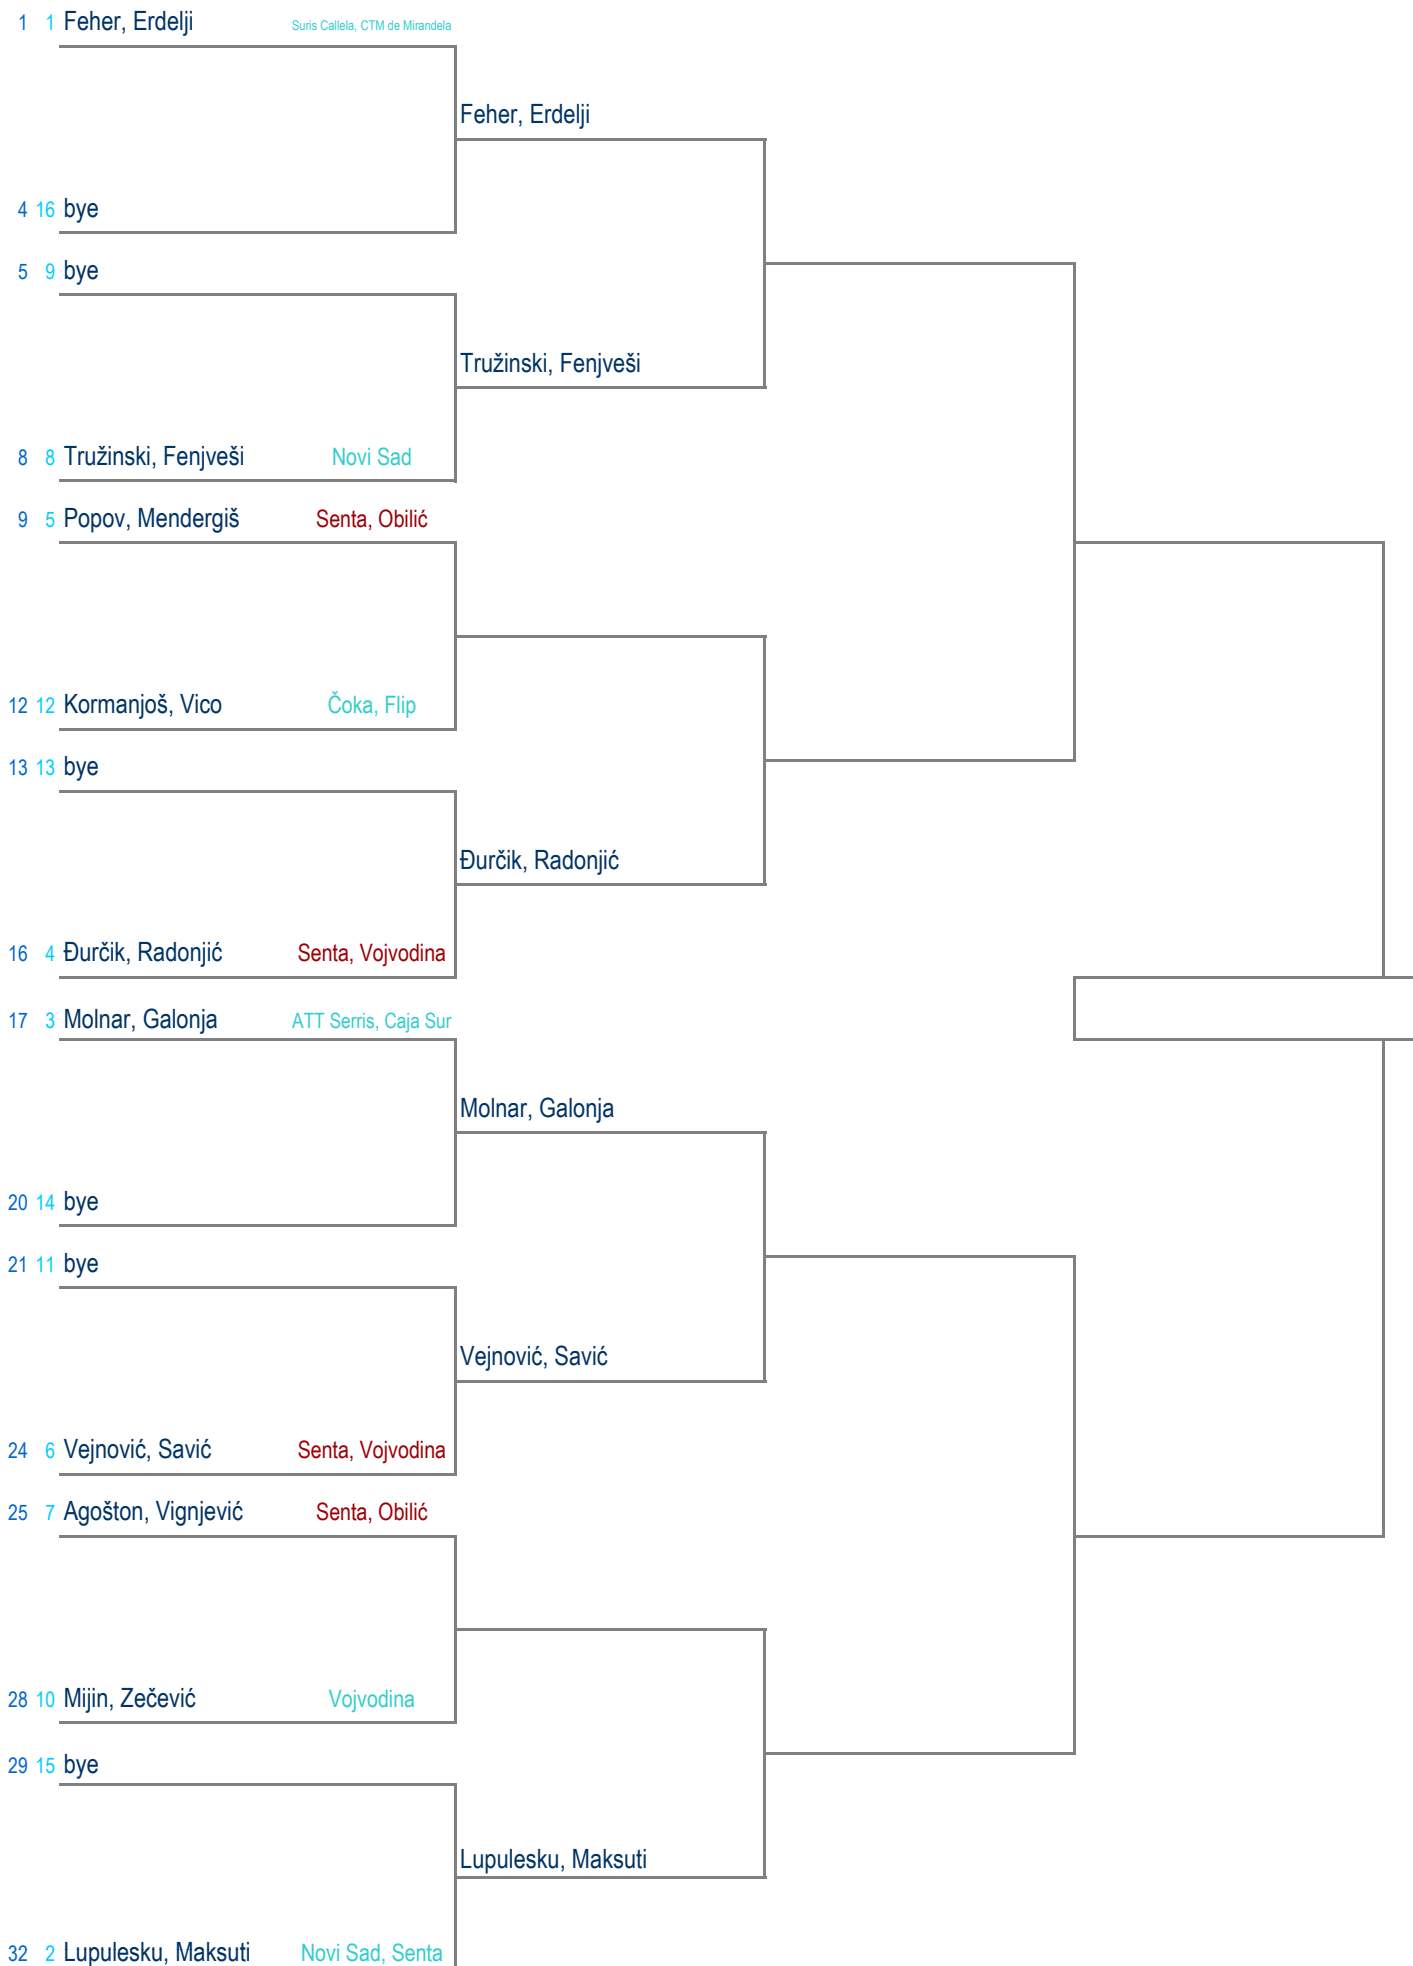 1 1 Feher, Erdelji Suris Callela, CTM de Mirandela
Feher, Erdelji
4 16 bye
5 9 bye
Tružinski, Fenjveši
8 8 Tružinski, Fenjveši Novi Sad
9 5 Popov, Mendergiš Senta, Obilić
12 12 Kormanjoš, Vico Čoka, Flip
13 13 bye
Đurčik, Radonjić
16 4 Đurčik, Radonjić Senta, Vojvodina
17 3 Molnar, Galonja ATT Serris, Caja Sur
Molnar, Galonja
20 14 bye
21 11 bye
Vejnović, Savić
24 6 Vejnović, Savić Senta, Vojvodina
25 7 Agošton, Vignjević Senta, Obilić
28 10 Mijin, Zečević Vojvodina
29 15 bye
Lupulesku, Maksuti
32 2 Lupulesku, Maksuti Novi Sad, Senta